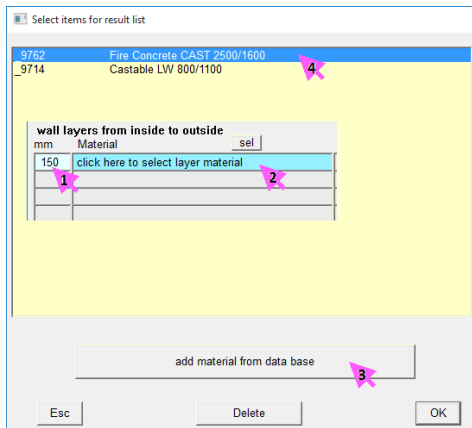 Select items for result list
_9762 Fire Concrete CAST 2500/1600
_9714 Castable LW 800/1100
4
wall layers from inside to outside
mm Material sel
150 click here to select layer material
1 2
add material from data base
3
Esc Delete OK